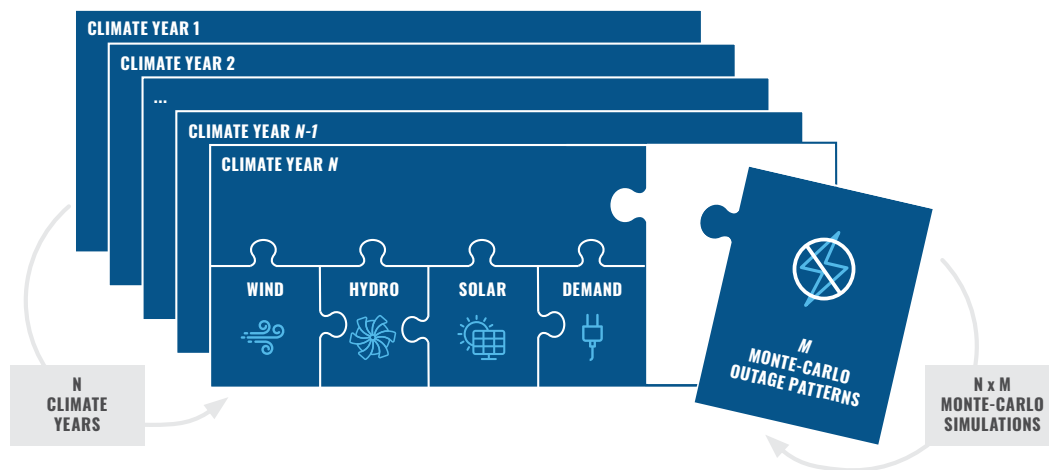 CLIMATE YEAR 1
CLIMATE YEAR 2
...
CLIMATE YEAR N-1
CLIMATE YEAR N
WIND
HYDRO
SOLAR
DEMAND
M
MONTE-CARLO
OUTAGE PATTERNS
N
CLIMATE
YEARS
N x M
MONTE-CARLO
SIMULATIONS